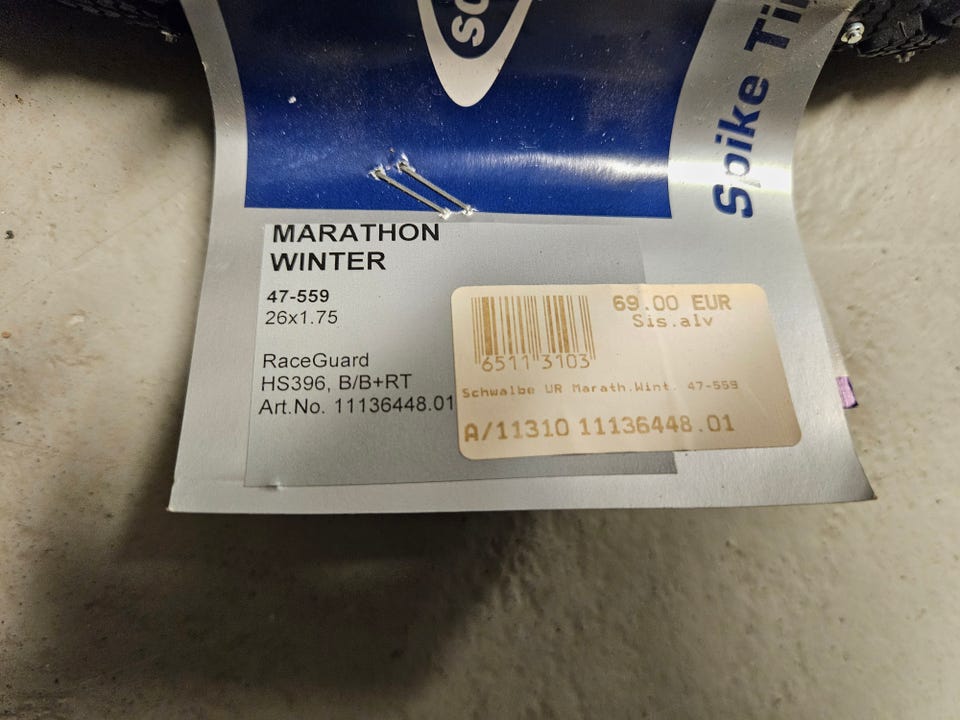 Spike
MARATHON
WINTER
47-559
26x1.75
RaceGuard
HS396, B/B+RT
Art.No. 11136448.01
69.00 EUR
Sis.alv
6511 3103
Schwalbe UR Marath.Wint. 47-559
A/11310 11136448.01